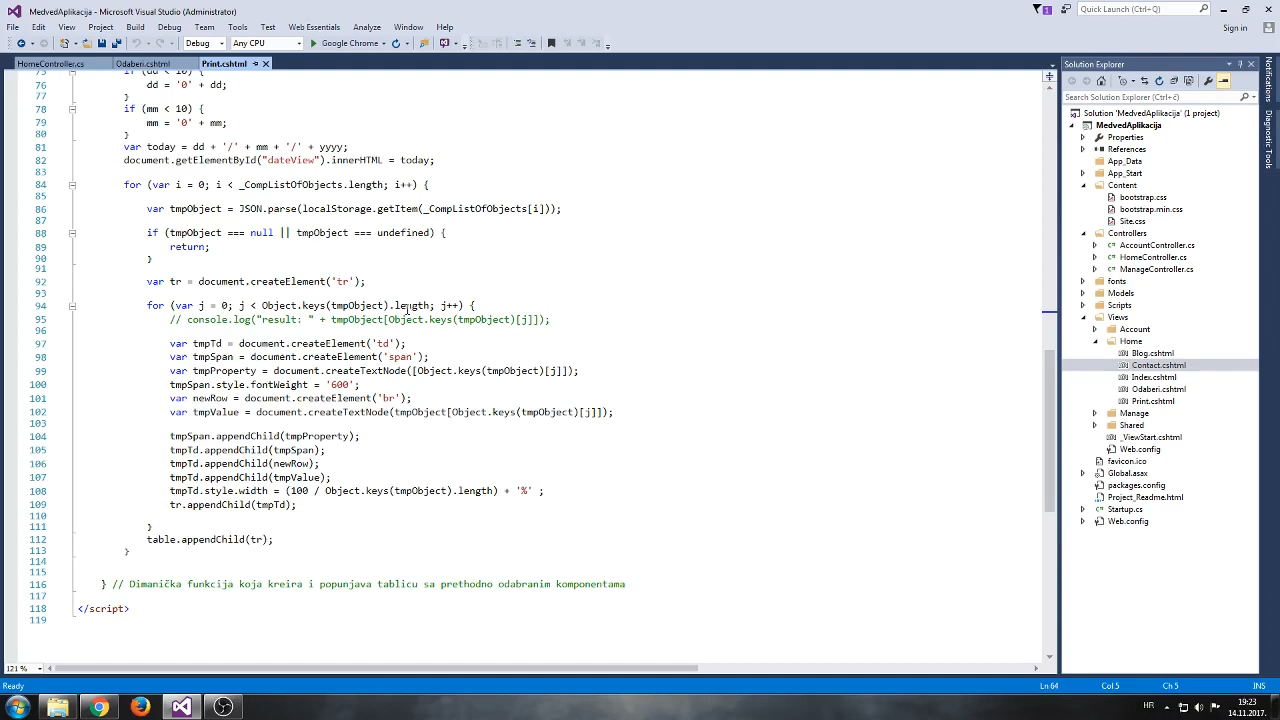 MedvedAplikacija - Microsoft Visual Studio (Administrator)
1
Quick Launch (Ctrl+Q)
File Edit View Project Build Debug Team Tools Test Web Essentials Analyze Window Help
Sign in
Debug Any CPU Google Chrome
HomeController.cs Odaberi.cshtml Print.cshtml
75 if (dd < 10) {
76 dd = '0' + dd;
77 }
78 if (mm < 10) {
79 mm = '0' + mm;
80 }
81 var today = dd + '/' + mm + '/' + yyyy;
82 document.getElementById("dateView").innerHTML = today;
83
84 for (var i = 0; i < _CompListOfObjects.length; i++) {
85
86 var tmpObject = JSON.parse(localStorage.getItem(_CompListOfObjects[i]));
87
88 if (tmpObject === null || tmpObject === undefined) {
89 return;
90 }
91
92 var tr = document.createElement('tr');
93
94 for (var j = 0; j < Object.keys(tmpObject).length; j++) {
95 // console.log("result: " + tmpObject[Object.keys(tmpObject)[j]]);
96
97 var tmpTd = document.createElement('td');
98 var tmpSpan = document.createElement('span');
99 var tmpProperty = document.createTextNode([Object.keys(tmpObject)[j]]);
100 tmpSpan.style.fontWeight = '600';
101 var newRow = document.createElement('br');
102 var tmpValue = document.createTextNode(tmpObject[Object.keys(tmpObject)[j]]);
103
104 tmpSpan.appendChild(tmpProperty);
105 tmpTd.appendChild(tmpSpan);
106 tmpTd.appendChild(newRow);
107 tmpTd.appendChild(tmpValue);
108 tmpTd.style.width = (100 / Object.keys(tmpObject).length) + '%' ;
109 tr.appendChild(tmpTd);
110
111 }
112 table.appendChild(tr);
113 }
114
115
116 } // Dimanička funkcija koja kreira i popunjava tablicu sa prethodno odabranim komponentama
117
118 </script>
119
121 %
Solution Explorer
Search Solution Explorer (Ctrl+č)
Solution 'MedvedAplikacija' (1 project)
MedvedAplikacija
Properties
References
App_Data
App_Start
Content
bootstrap.css
bootstrap.min.css
Site.css
Controllers
AccountController.cs
HomeController.cs
ManageController.cs
fonts
Models
Scripts
Views
Account
Home
Blog.cshtml
Contact.cshtml
Index.cshtml
Odaberi.cshtml
Print.cshtml
Manage
Shared
_ViewStart.cshtml
Web.config
favicon.ico
Global.asax
packages.config
Project_Readme.html
Startup.cs
Web.config
Notifications
Diagnostic Tools
Ready Ln 64 Col 5 Ch 5 INS
HR 19:23
14.11.2017.